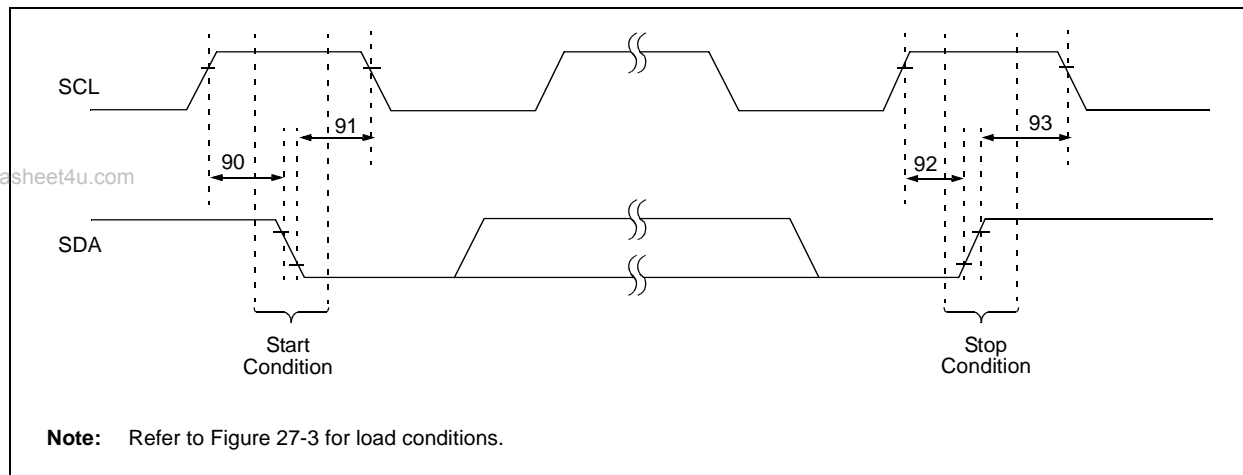 SCL
91
93
90
92
asheet4u.com
SDA
Start
Condition
Stop
Condition
Note: Refer to Figure 27-3 for load conditions.